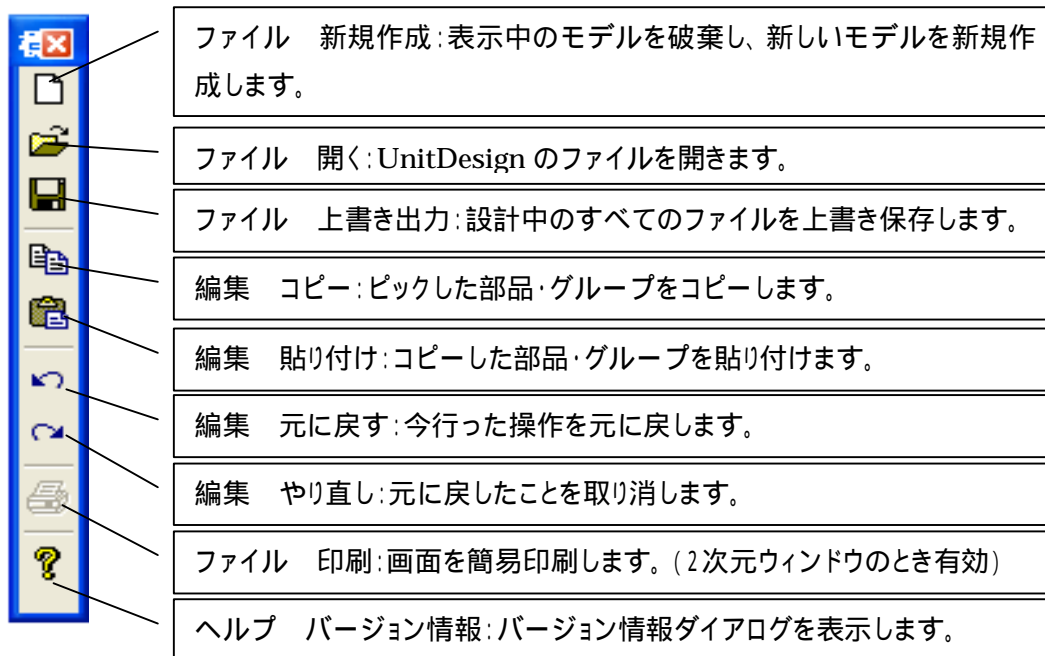 ファイル　新規作成:表示中のモデルを破棄し、新しいモデルを新規作
成します。
ファイル　開く:UnitDesign のファイルを開きます。
ファイル　上書き出力:設計中のすべてのファイルを上書き保存します。
編集　コピー:ピックした部品・グループをコピーします。
編集　貼り付け:コピーした部品・グループを貼り付けます。
編集　元に戻す:今行った操作を元に戻します。
編集　やり直し:元に戻したことを取り消します。
ファイル　印刷:画面を簡易印刷します。(2次元ウィンドウのとき有効)
ヘルプ　バージョン情報:バージョン情報ダイアログを表示します。